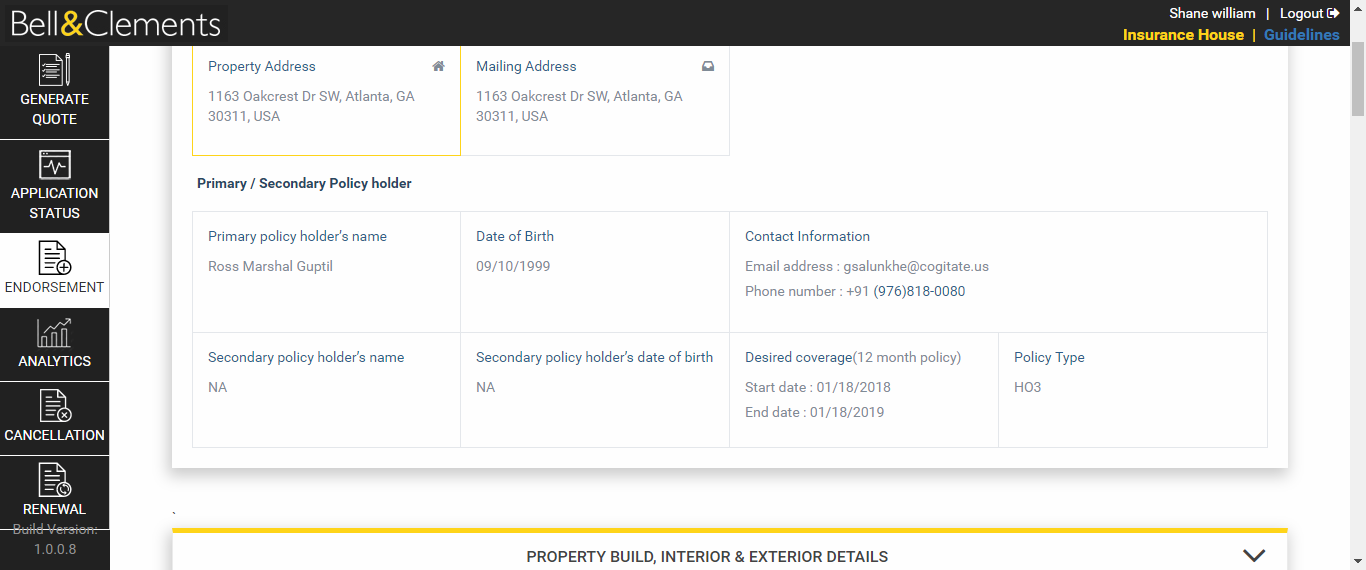 Bell&Clements
Shane william | Logout
Insurance House | Guidelines
GENERATE
QUOTE
APPLICATION
STATUS
ENDORSEMENT
ANALYTICS
CANCELLATION
RENEWAL
Build Version:
1.0.0.8
Property Address
1163 Oakcrest Dr SW, Atlanta, GA
30311, USA
Mailing Address
1163 Oakcrest Dr SW, Atlanta, GA
30311, USA
Primary / Secondary Policy holder
Primary policy holder's name
Ross Marshal Guptil
Date of Birth
09/10/1999
Contact Information
Email address : gsalunkhe@cogitate.us
Phone number : +91 (976)818-0080
Secondary policy holder's name
NA
Secondary policy holder's date of birth
NA
Desired coverage(12 month policy)
Start date : 01/18/2018
End date : 01/18/2019
Policy Type
HO3
`
PROPERTY BUILD, INTERIOR & EXTERIOR DETAILS